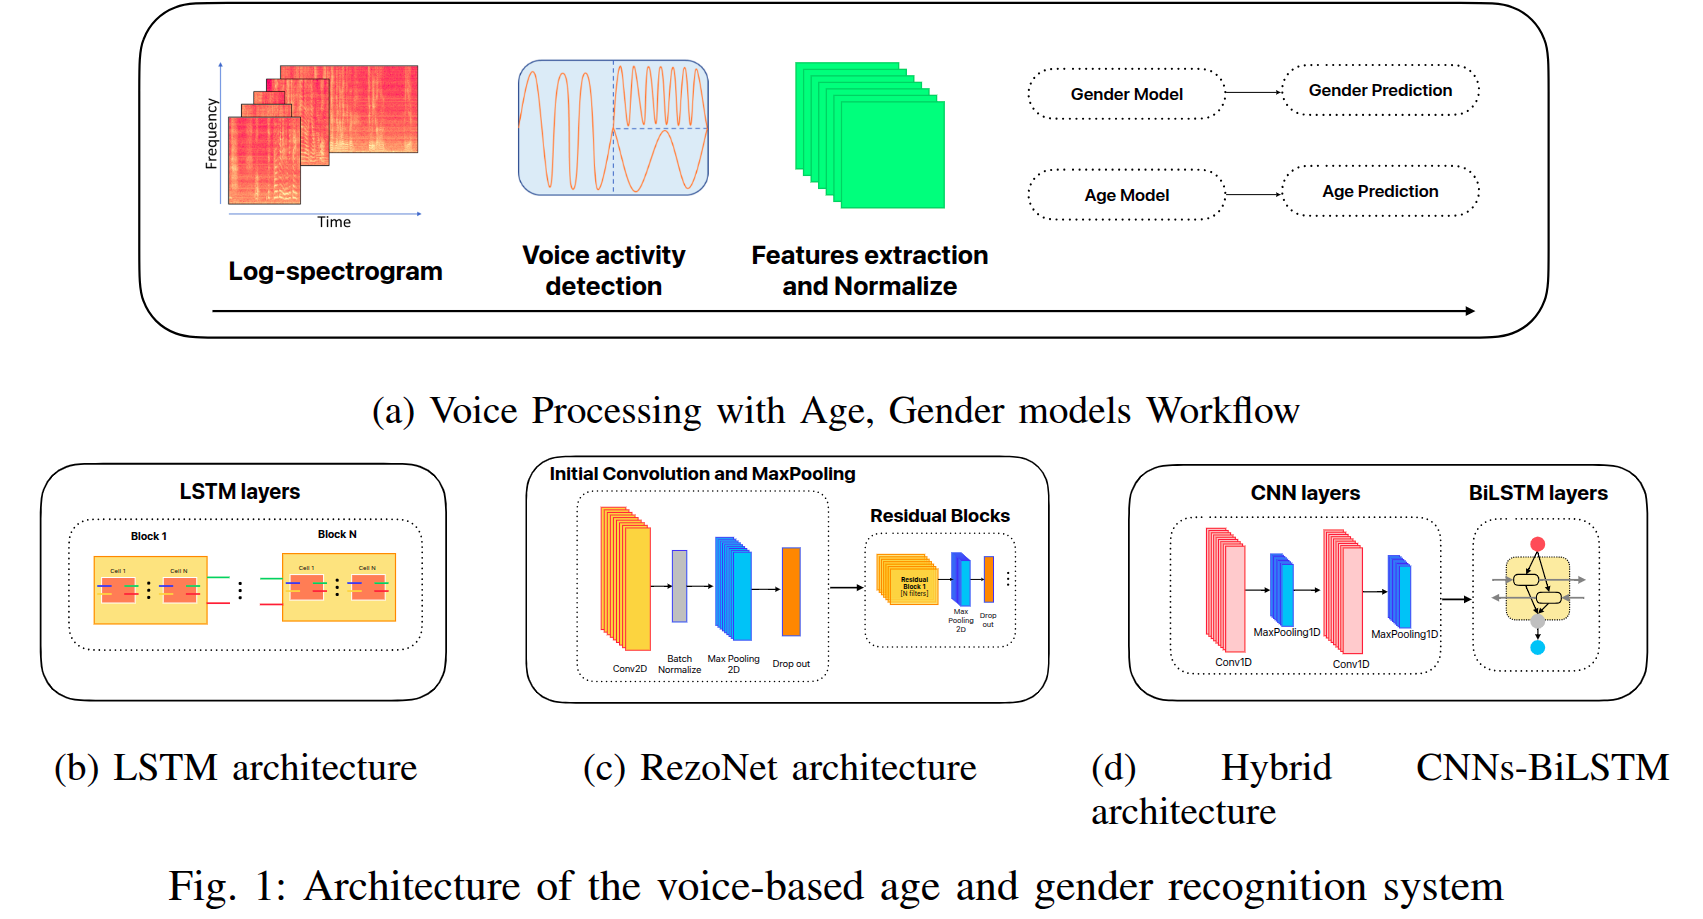 Frequency
Time
Log-spectrogram
Voice activity
detection
Features extraction
and Normalize
Gender Model
Gender Prediction
Age Model
Age Prediction
(a) Voice Processing with Age, Gender models Workflow
LSTM layers
Block 1
Block N
Cell 1
Cell N
Cell 1
Cell N
(b) LSTM architecture
Initial Convolution and MaxPooling
Conv2D
Batch
Normalize
Max Pooling
2D
Drop out
Residual Blocks
Residual
Block 1
[N filters]
Max
Pooling
2D
Drop
out
(c) RezoNet architecture
CNN layers
Conv1D
MaxPooling1D
Conv1D
MaxPooling1D
BiLSTM layers
(d) Hybrid CNNs-BiLSTM
architecture
Fig. 1: Architecture of the voice-based age and gender recognition system